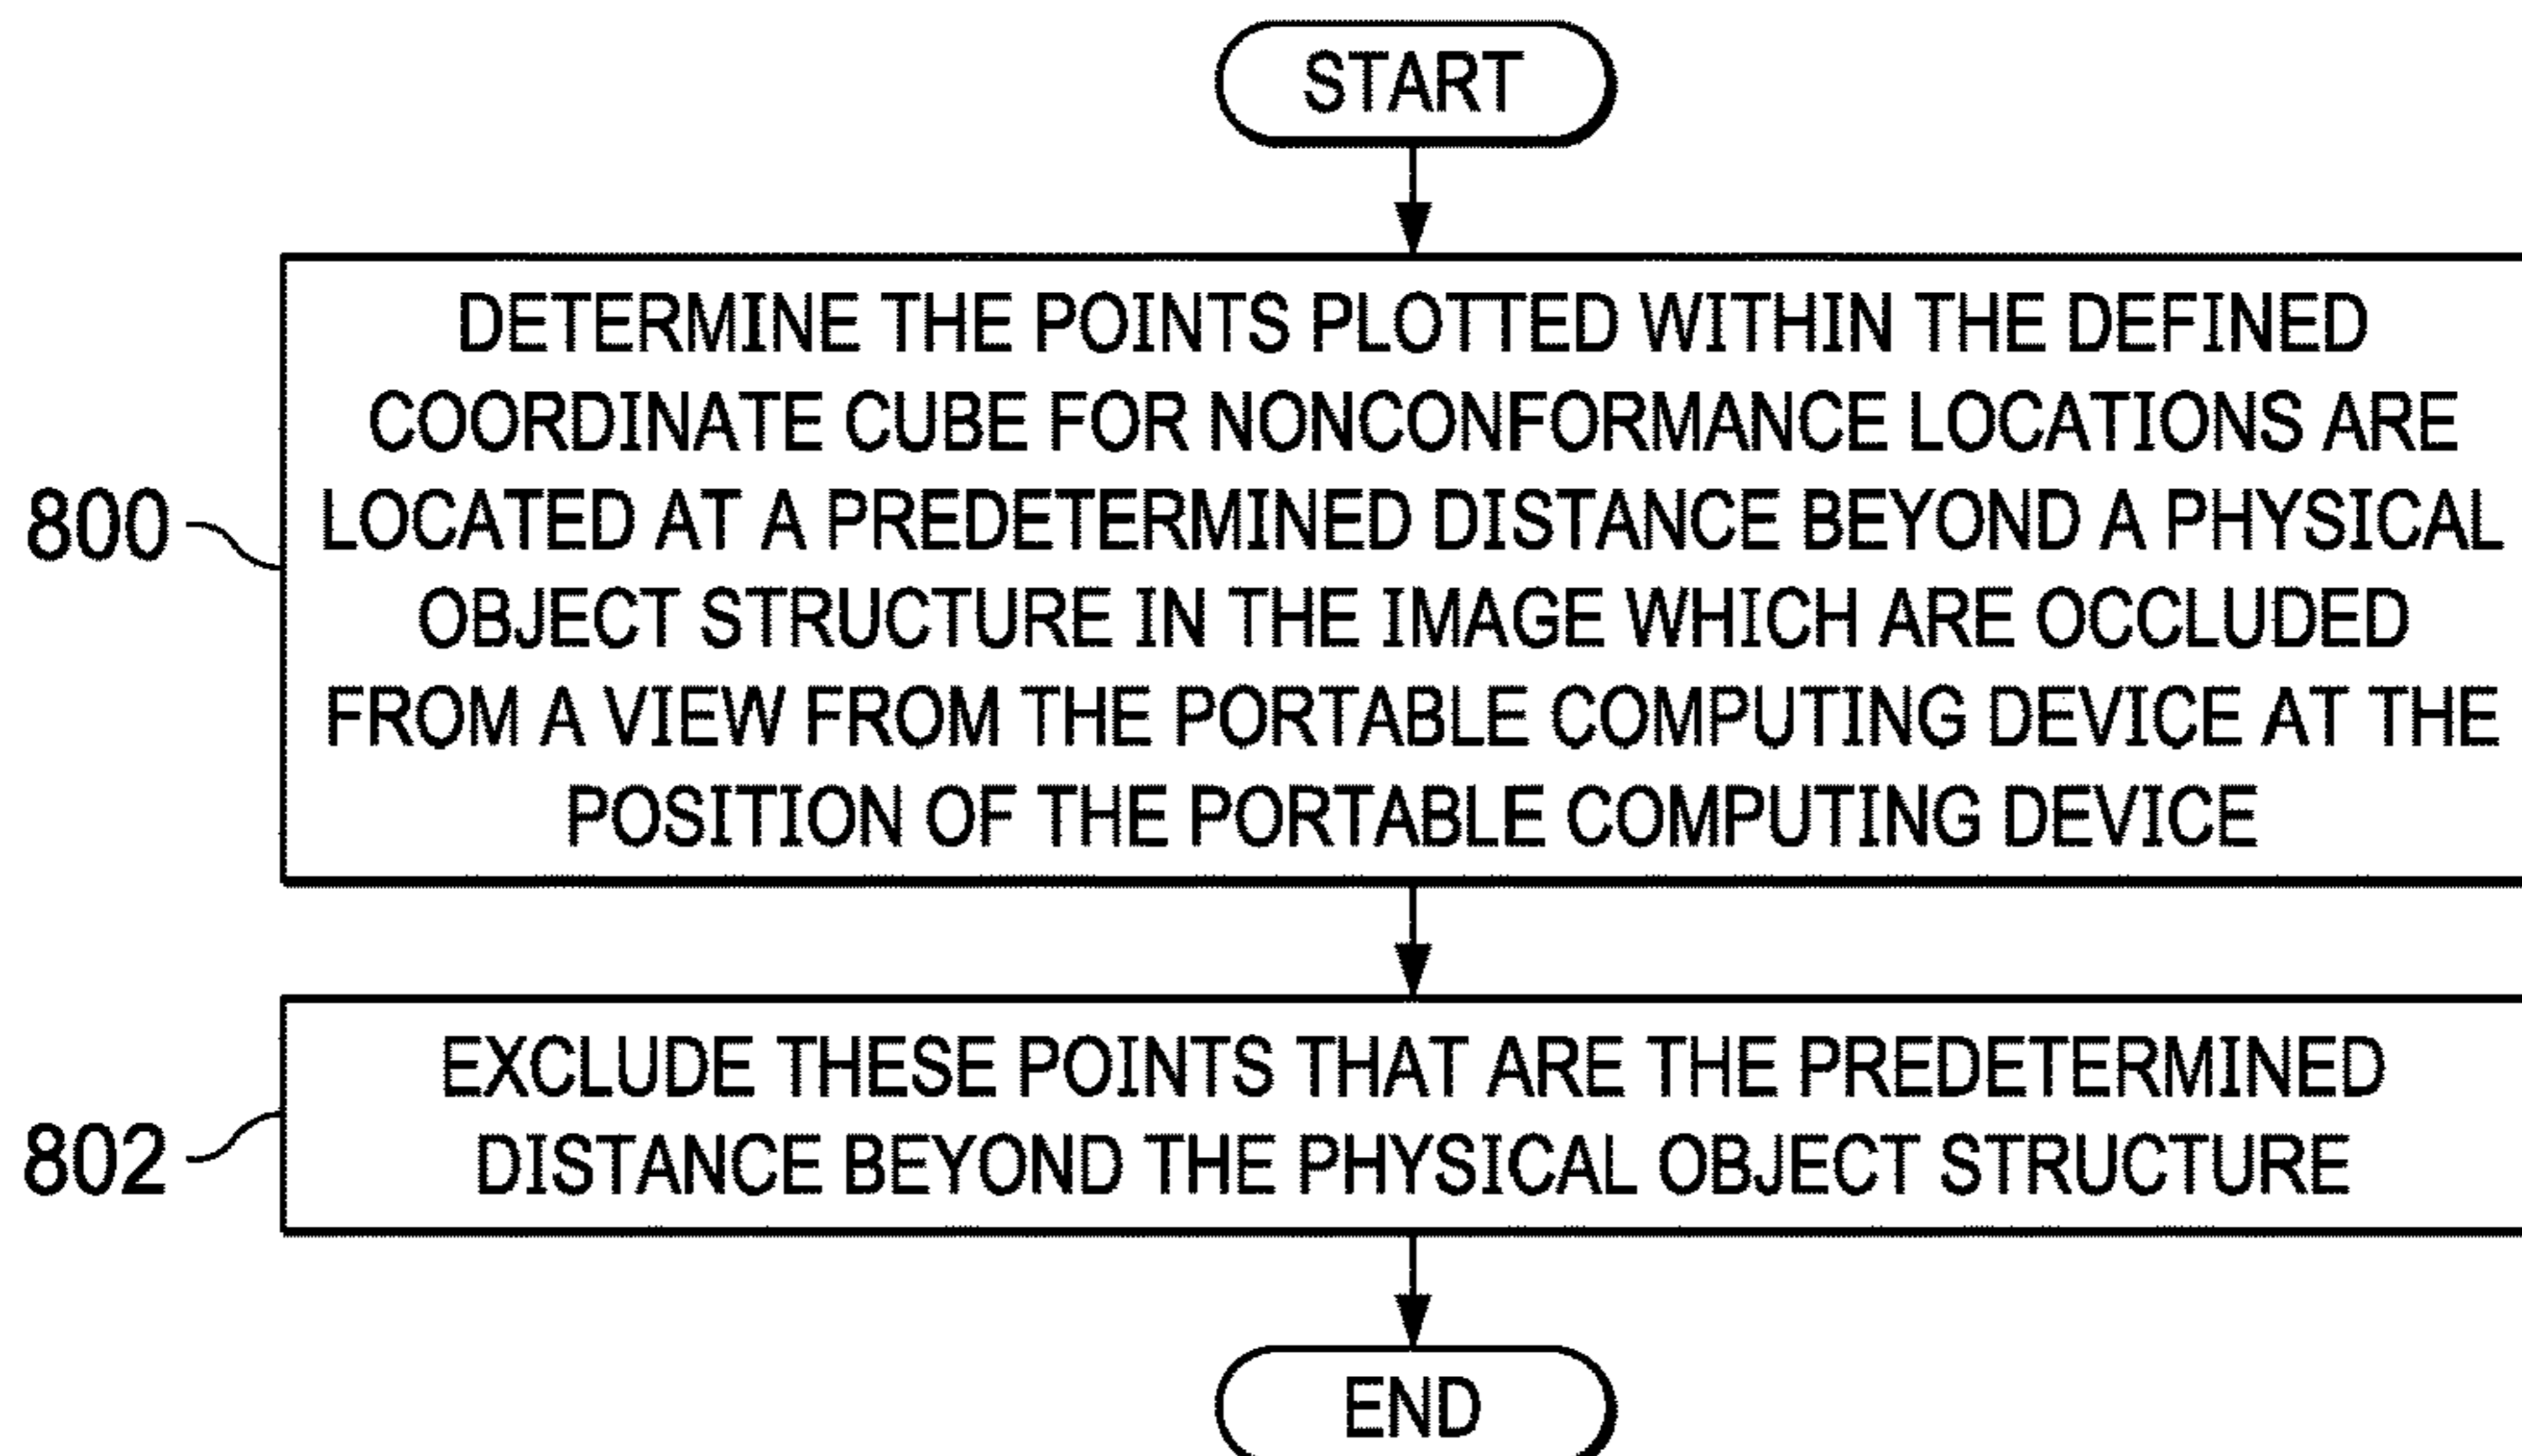 START
DETERMINE THE POINTS PLOTTED WITHIN THE DEFINED
COORDINATE CUBE FOR NONCONFORMANCE LOCATIONS ARE
800
LOCATED AT A PREDETERMINED DISTANCE BEYOND A PHYSICAL
OBJECT STRUCTURE IN THE IMAGE WHICH ARE OCCLUDED
FROM A VIEW FROM THE PORTABLE COMPUTING DEVICE AT THE
POSITION OF THE PORTABLE COMPUTING DEVICE
EXCLUDE THESE POINTS THAT ARE THE PREDETERMINED
802
DISTANCE BEYOND THE PHYSICAL OBJECT STRUCTURE
END